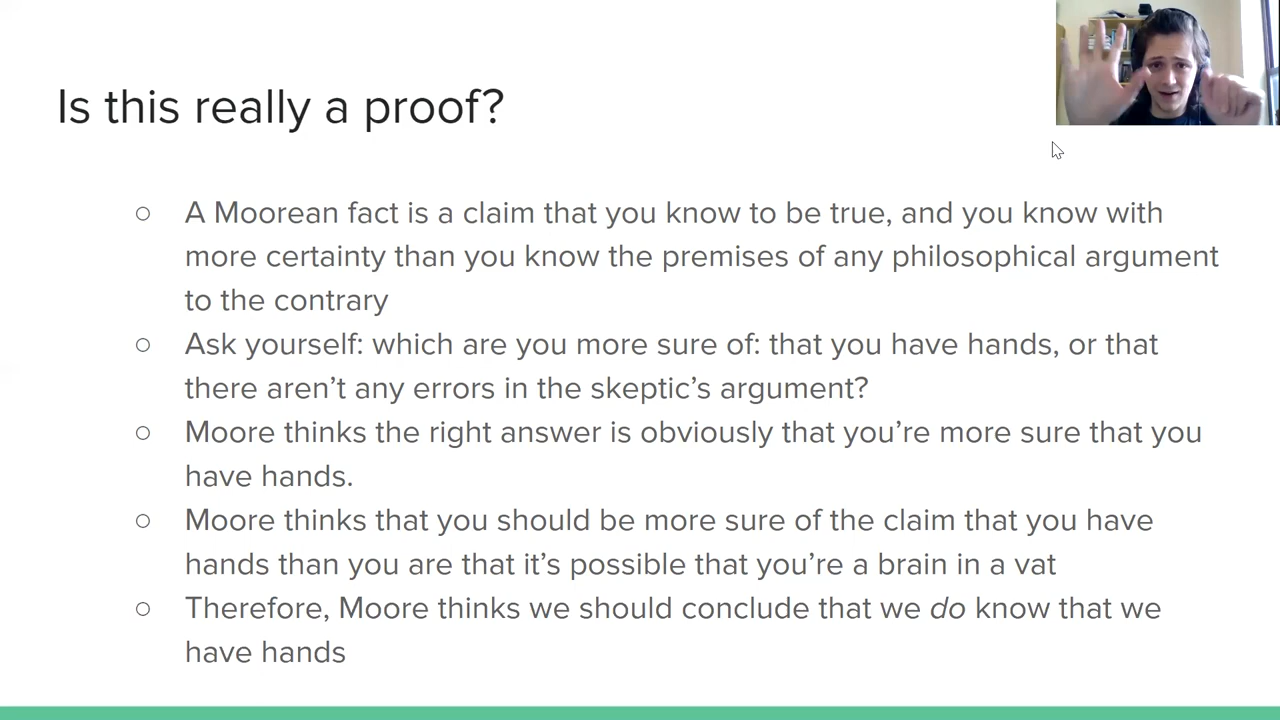 Is this really a proof?
○ A Moorean fact is a claim that you know to be true, and you know with
more certainty than you know the premises of any philosophical argument
to the contrary
○ Ask yourself: which are you more sure of: that you have hands, or that
there aren’t any errors in the skeptic’s argument?
○ Moore thinks the right answer is obviously that you’re more sure that you
have hands.
○ Moore thinks that you should be more sure of the claim that you have
hands than you are that it’s possible that you’re a brain in a vat
○ Therefore, Moore thinks we should conclude that we do know that we
have hands